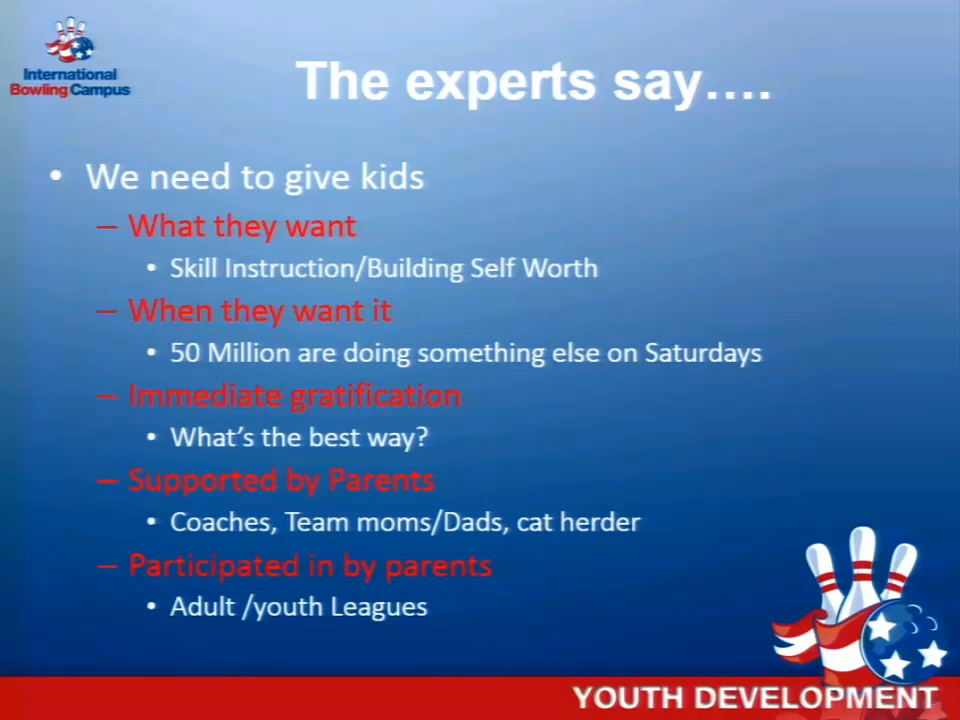 International
Bowling Campus
The experts say….
• We need to give kids
– What they want
• Skill Instruction/Building Self Worth
– When they want it
• 50 Million are doing something else on Saturdays
– Immediate gratification
• What's the best way?
– Supported by Parents
• Coaches, Team moms/Dads, cat herder
– Participated in by parents
• Adult /youth Leagues
YOUTH DEVELOPMENT